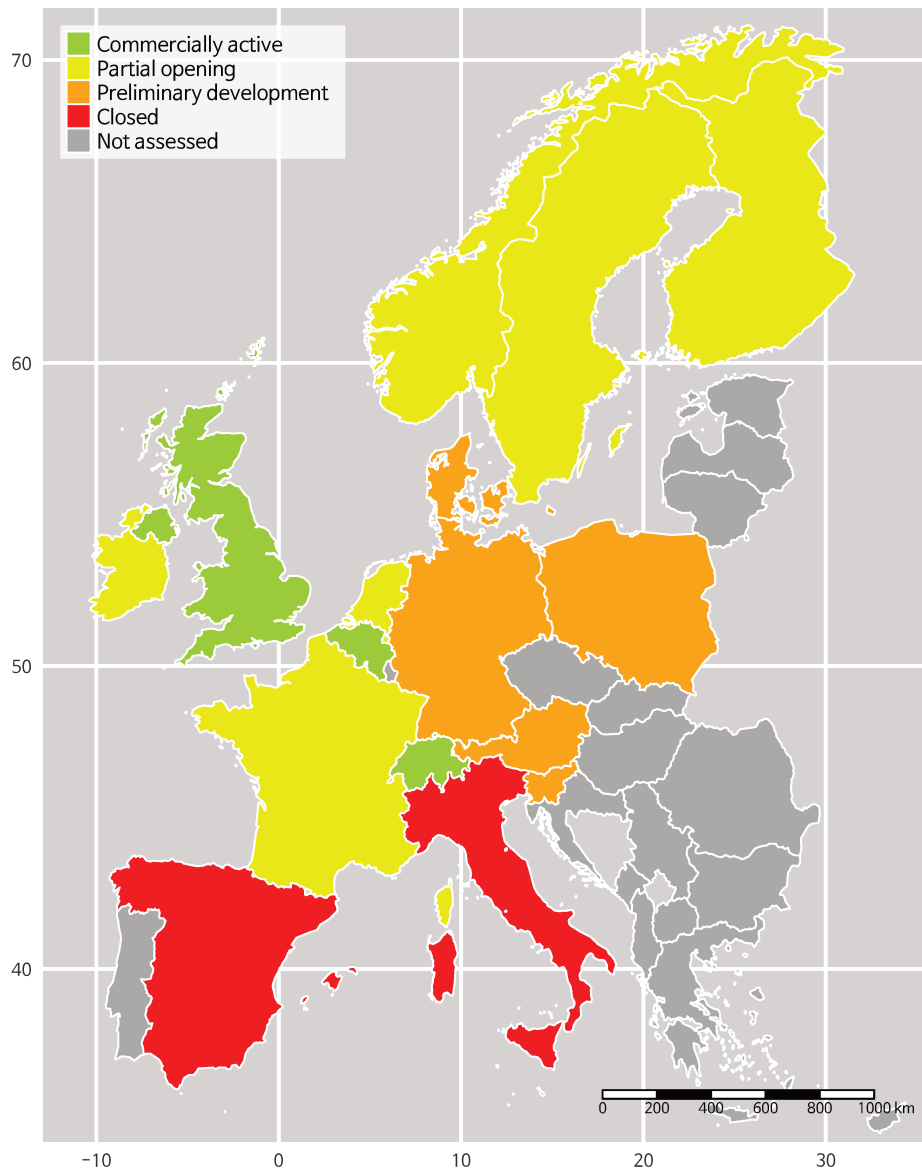 70
Commercially active
Partial opening
Preliminary development
Closed
Not assessed
60
50
40
0 200 400 600 800 1000 km
−10 0 10 20 30